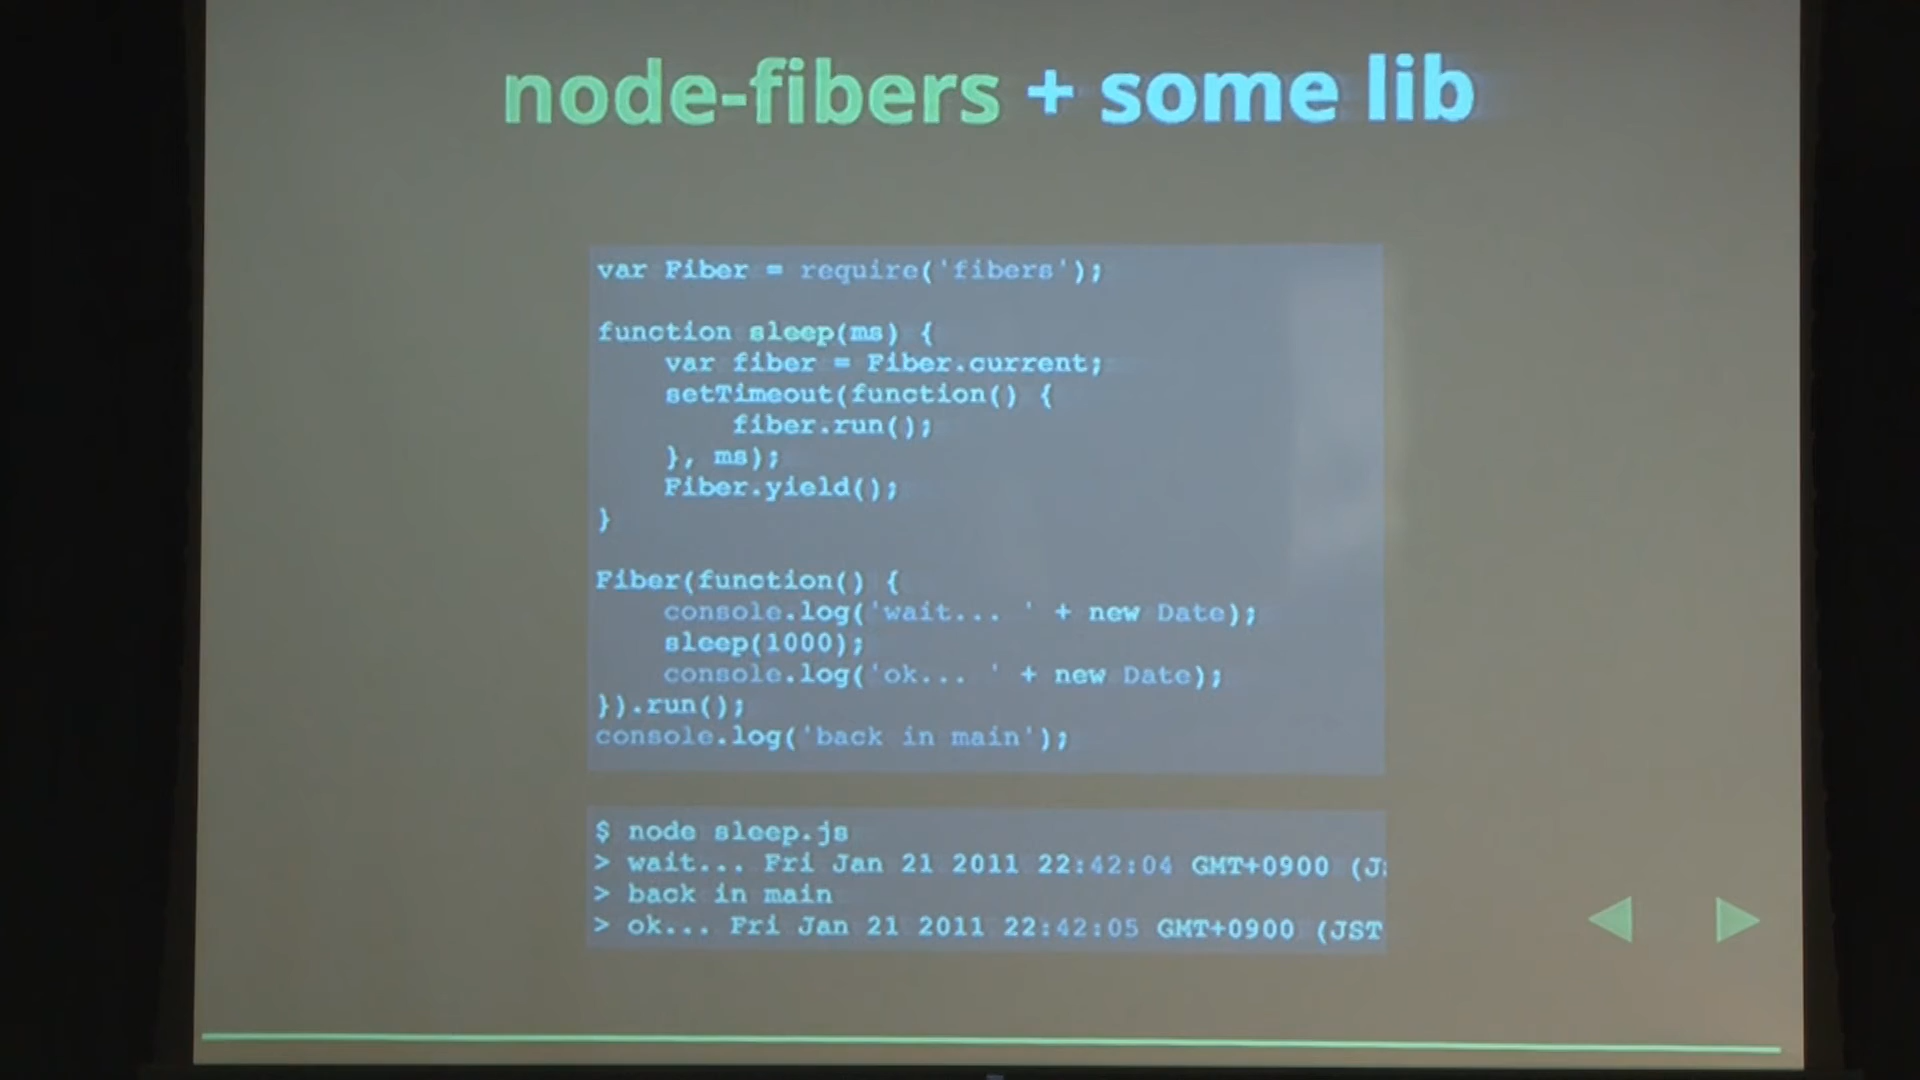 node-fibers + some lib
var Fiber = require('fibers');
function sleep(ms) {
    var fiber = Fiber.current;
    setTimeout(function() {
        fiber.run();
    }, ms);
    Fiber.yield();
}
Fiber(function() {
    console.log('wait... ' + new Date);
    sleep(1000);
    console.log('ok... ' + new Date);
}).run();
console.log('back in main');
$ node sleep.js
> wait... Fri Jan 21 2011 22:42:04 GMT+0900 (J
> back in main
> ok... Fri Jan 21 2011 22:42:05 GMT+0900 (JST